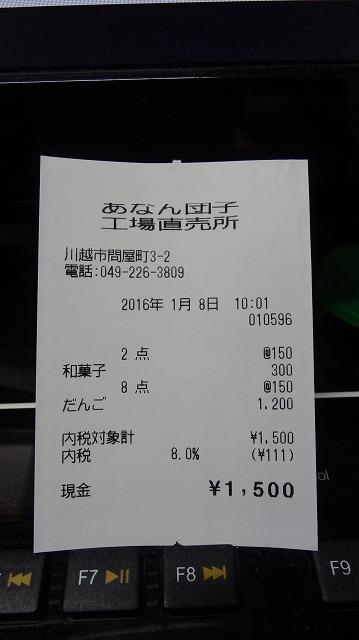 あなん団子
工場直売所
川越市問屋町3-2
電話:049-226-3809
2016年 1月 8日 10:01
010596
2 点 @150
和菓子 300
8 点 @150
だんご 1,200
内税対象計 ¥1,500
内税 8.0% (¥111)
現金 ¥1,500
ol
F7
F8
F9